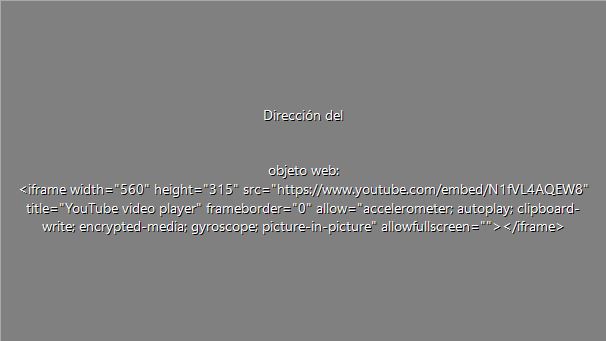 Dirección del
objeto web:
<iframe width="560" height="315" src="https://www.youtube.com/embed/N1fVL4AQEW8"
title="YouTube video player" frameborder="0" allow="accelerometer; autoplay; clipboard-
write; encrypted-media; gyroscope; picture-in-picture" allowfullscreen=""></iframe>